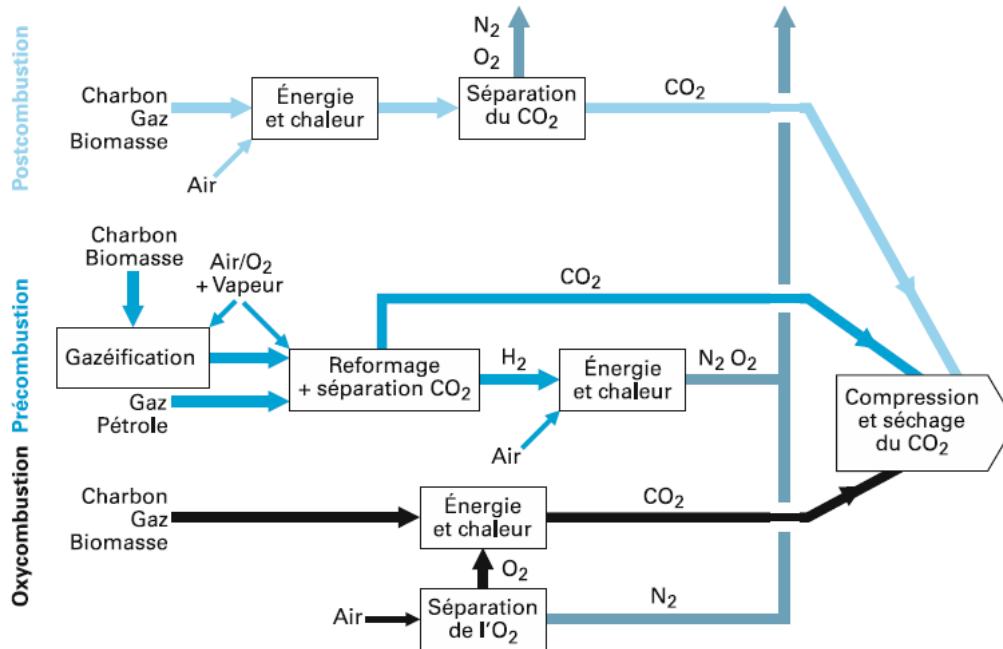 Postcombustion
Charbon
Gaz
Biomasse
Air
Énergie
et chaleur
N2
O2
Séparation
du CO2
CO2
Précombustion
Charbon
Biomasse
Air/O2
+ Vapeur
Gazéification
Gaz
Pétrole
Reformage
+ séparation CO2
CO2
H2
Air
Énergie
et chaleur
N2 O2
Compression
et séchage
du CO2
Oxycombustion
Charbon
Gaz
Biomasse
Énergie
et chaleur
CO2
O2
Air
Séparation
de l'O2
N2